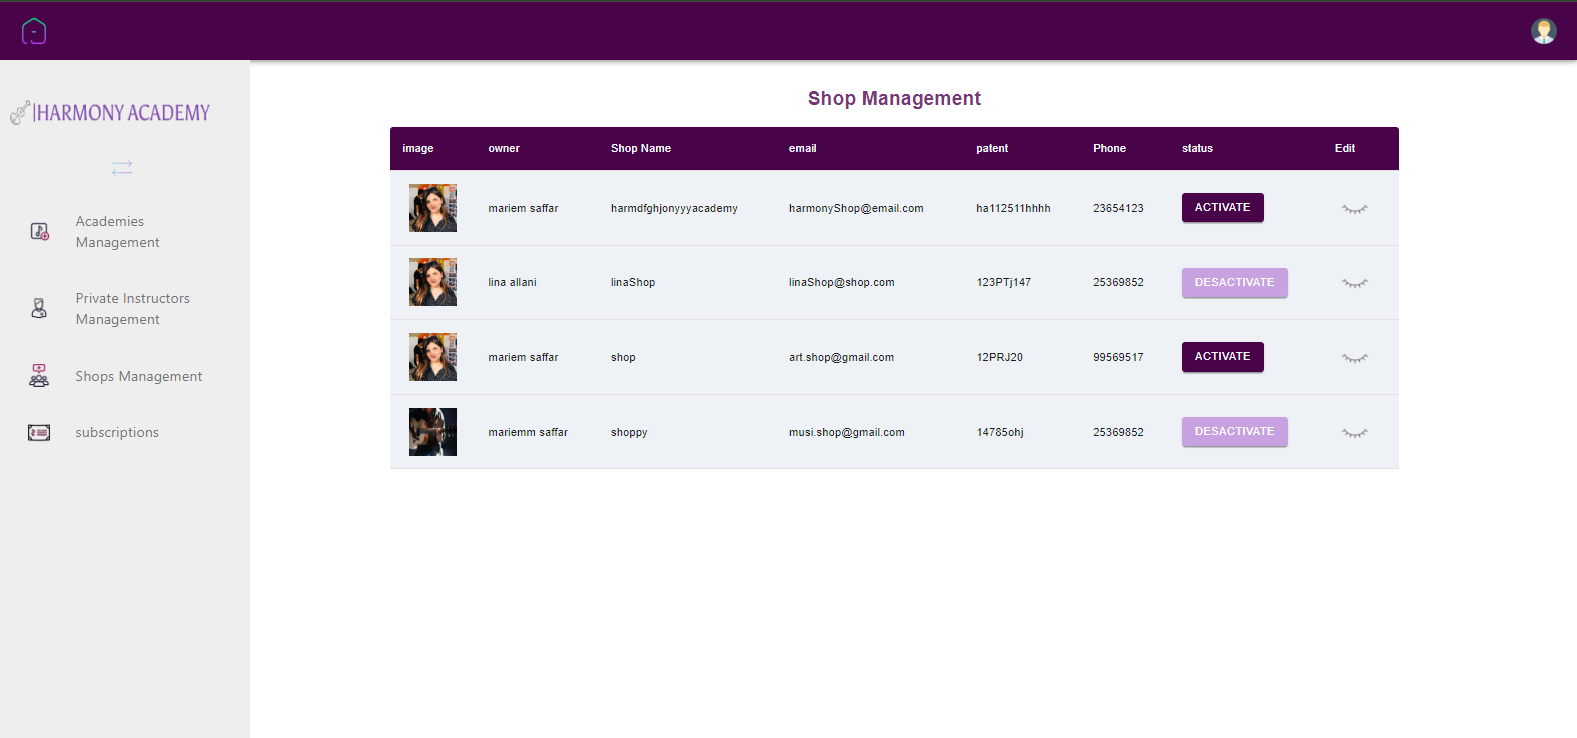 HARMONY ACADEMY
Academies
Management
Private Instructors
Management
Shops Management
subscriptions
Shop Management
image owner Shop Name email patent Phone status Edit
mariem saffar harmdfghjonyyyacademy harmonyShop@email.com ha112511hhhh 23654123 ACTIVATE
lina allani linaShop linaShop@shop.com 123PTj147 25369852 DESACTIVATE
mariem saffar shop art.shop@gmail.com 12PRJ20 99569517 ACTIVATE
mariemm saffar shoppy musi.shop@gmail.com 14785ohj 25369852 DESACTIVATE